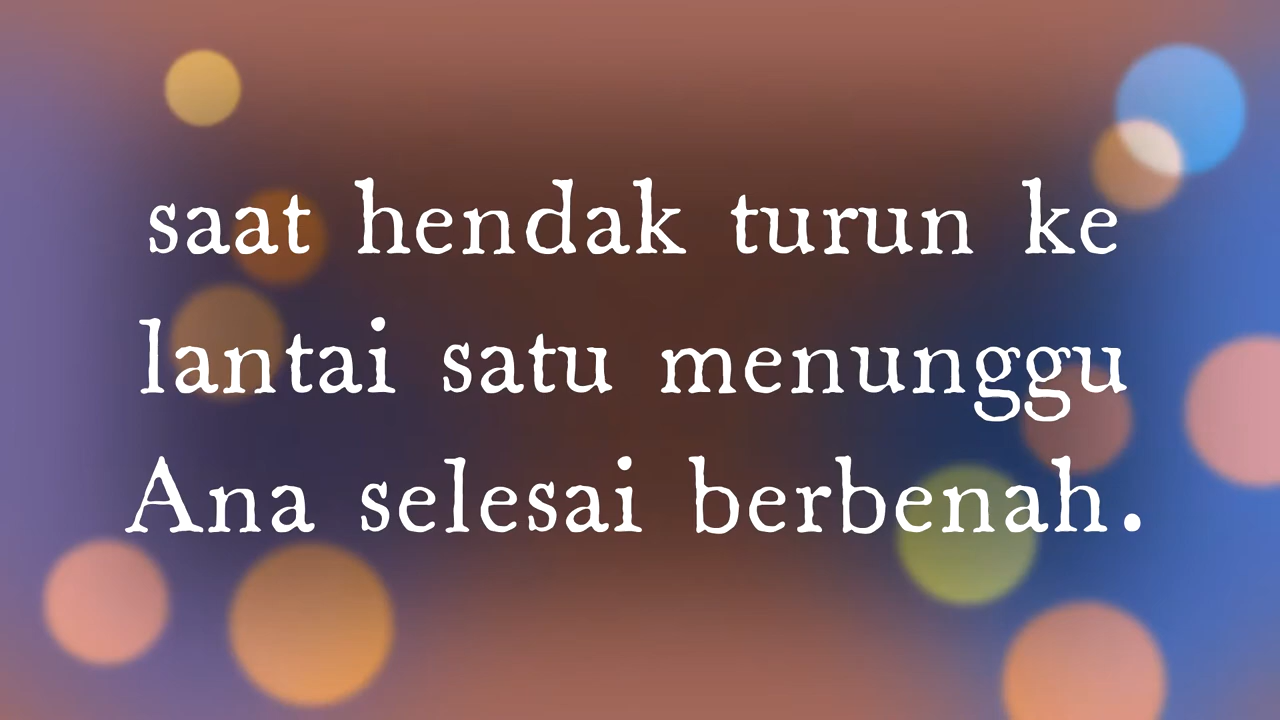 saat hendak turun ke
lantai satu menunggu
Ana selesai berbenah.